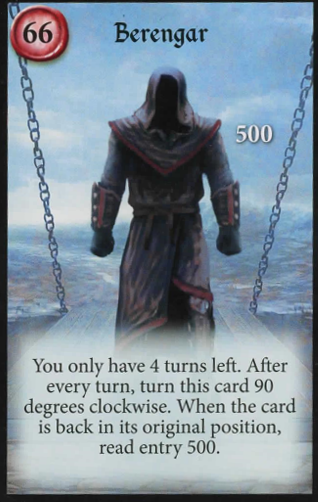 66
Berengar
500
You only have 4 turns left. After
every turn, turn this card 90
degrees clockwise. When the card
is back in its original position,
read entry 500.